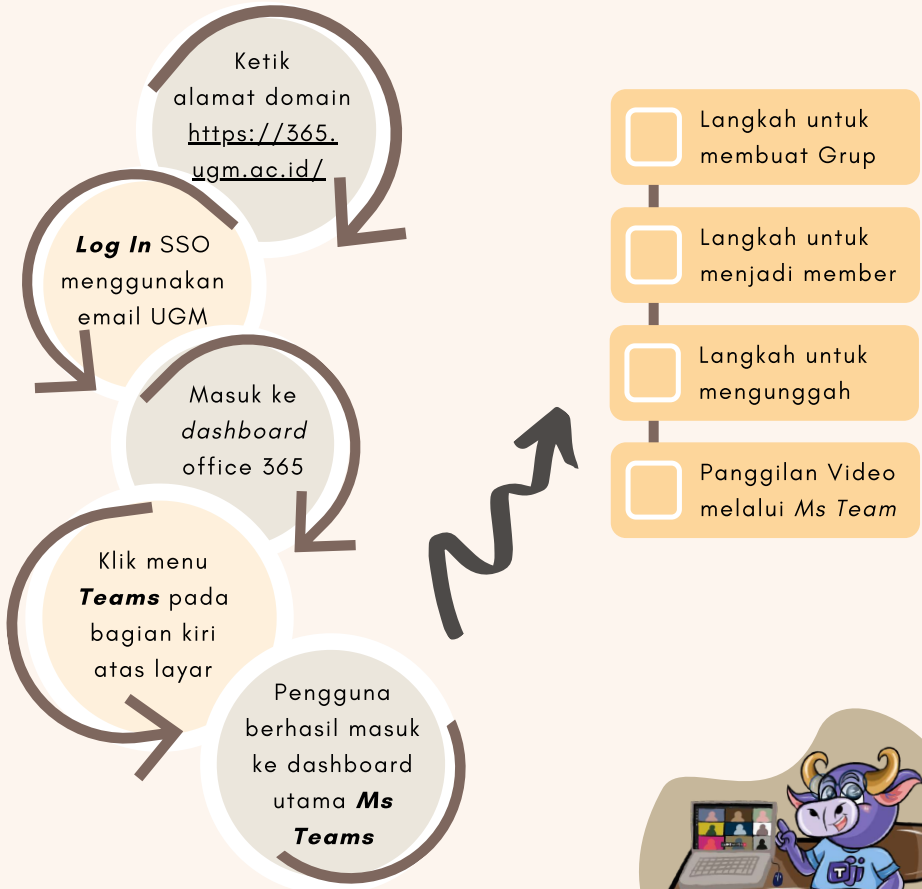 Ketik
alamat domain
https://365.
ugm.ac.id/
Log In SSO
menggunakan
email UGM
Masuk ke
dashboard
office 365
Klik menu
Teams pada
bagian kiri
atas layar
Pengguna
berhasil masuk
ke dashboard
utama Ms
Teams
Langkah untuk
membuat Grup
Langkah untuk
menjadi member
Langkah untuk
mengunggah
Panggilan Video
melalui Ms Team
T